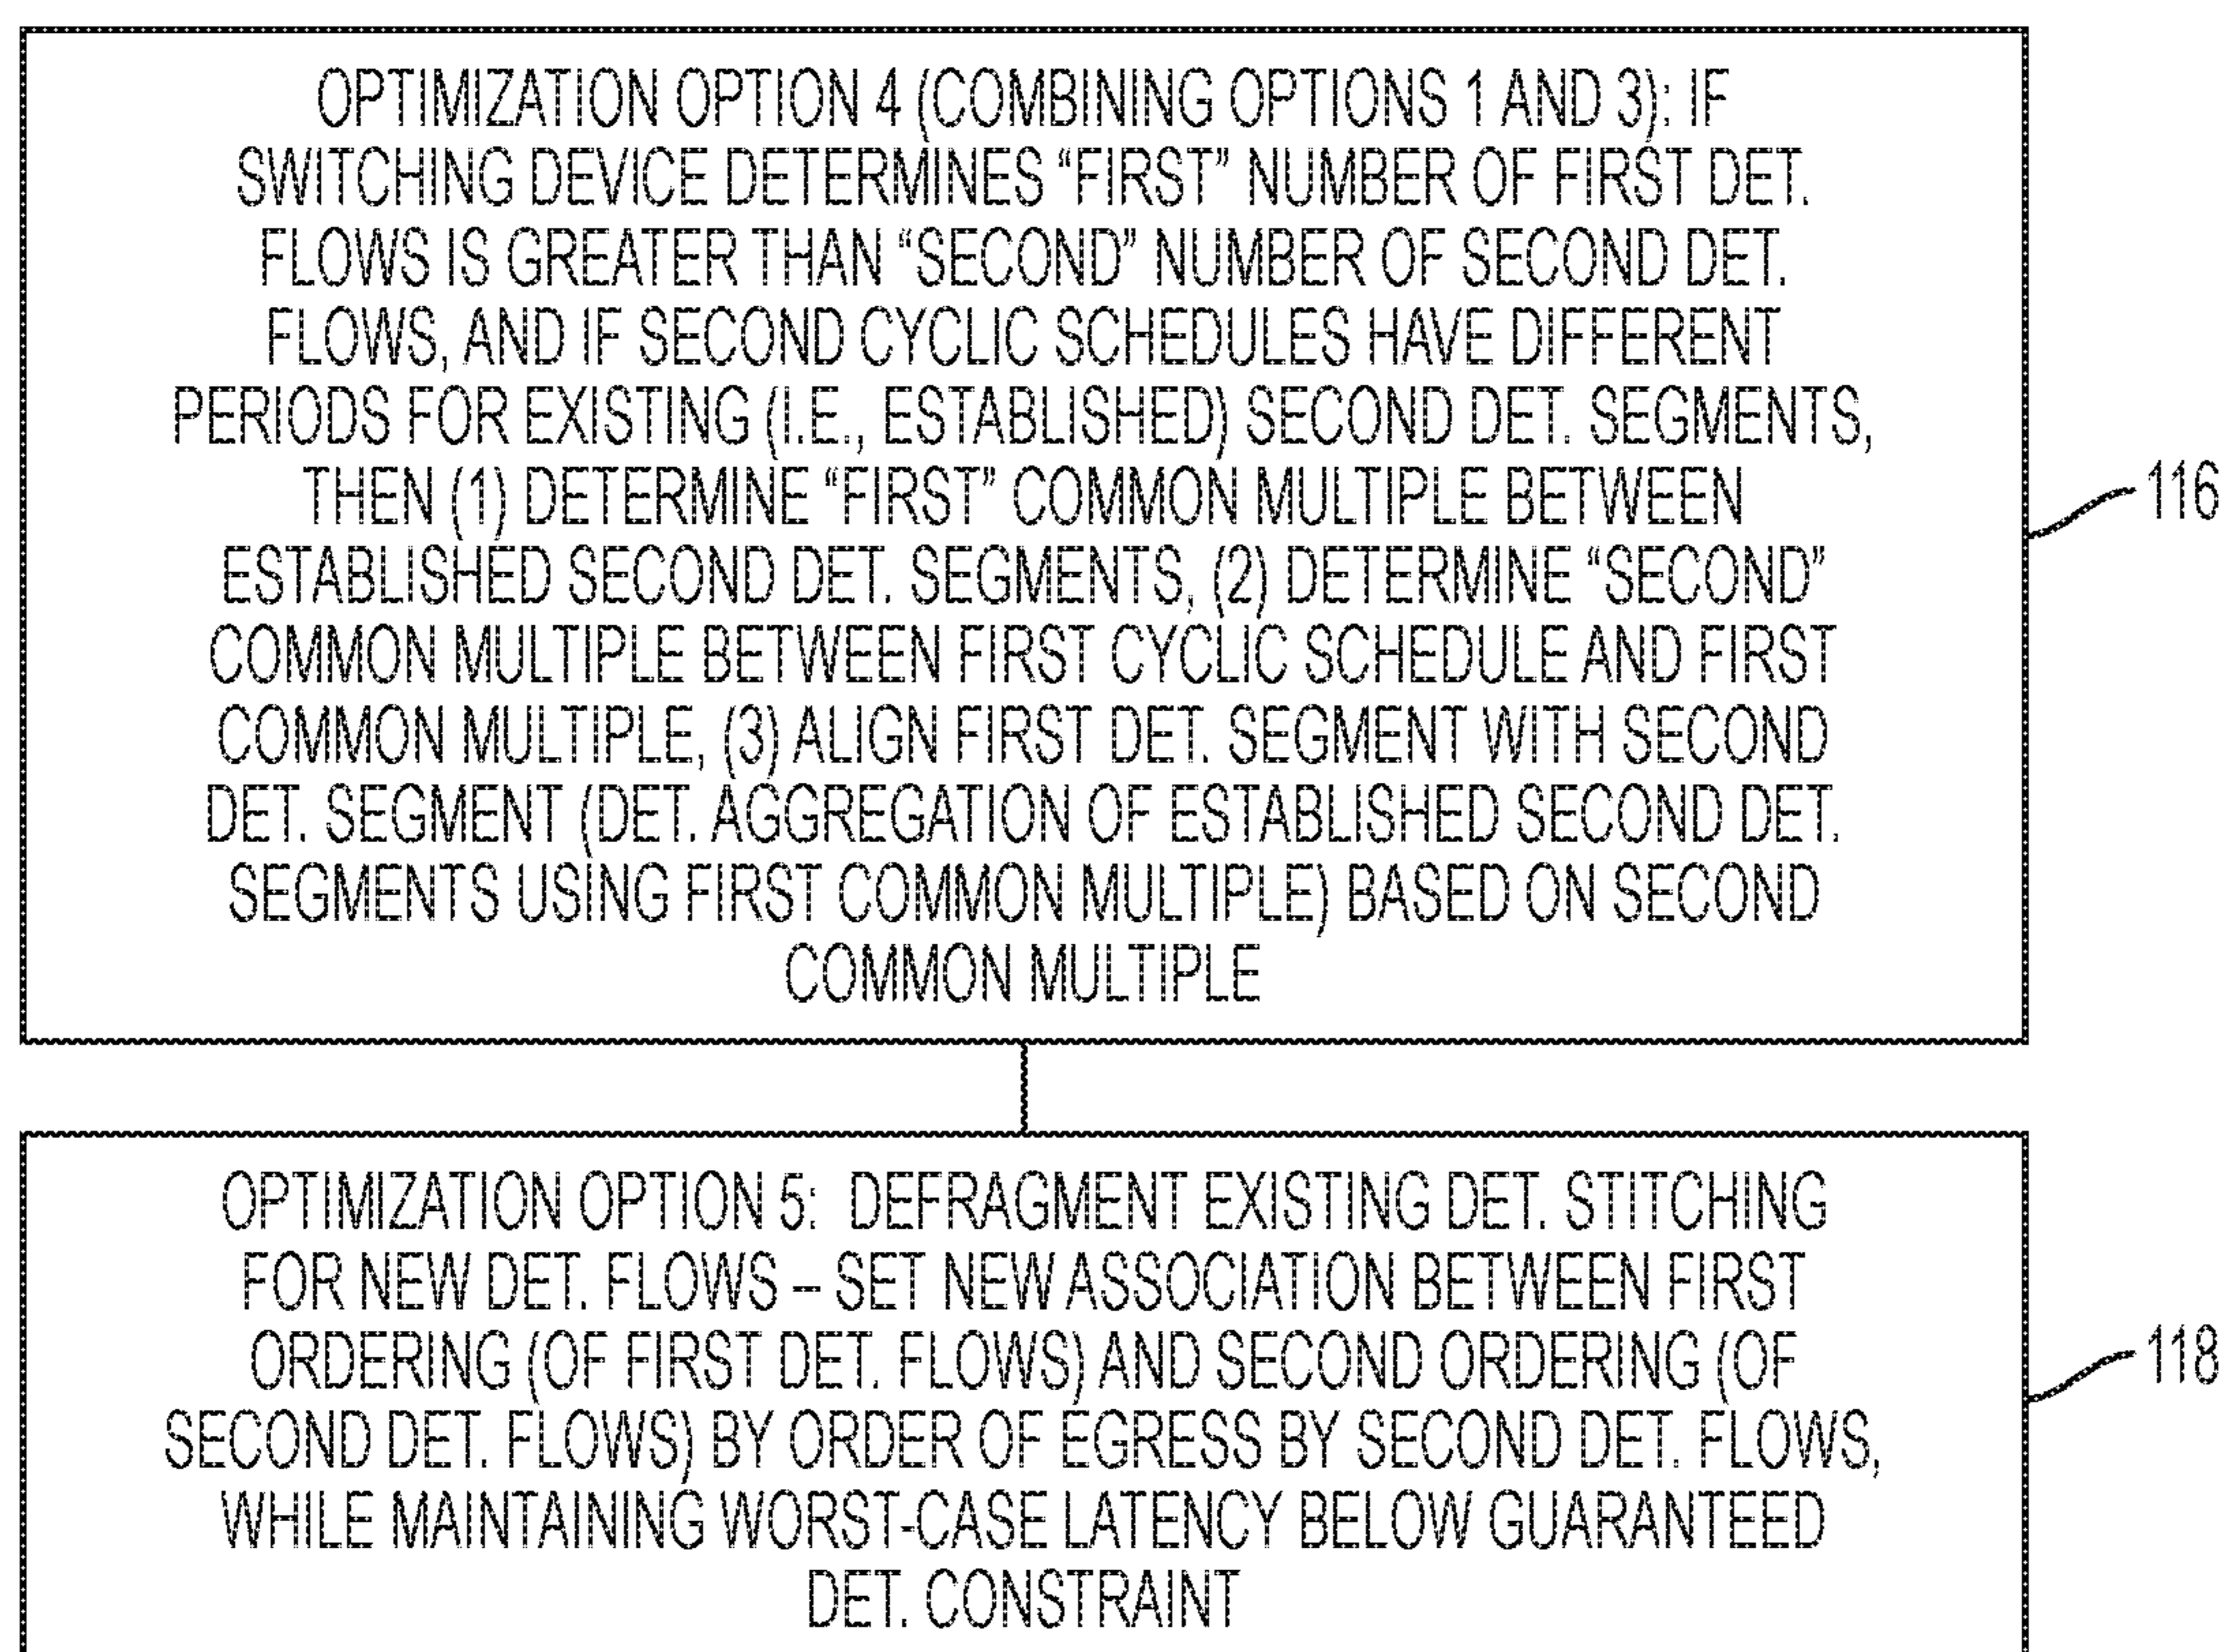 OPTIMIZATION OPTION 4 (COMBINING OPTIONS 1 AND 3): IF
SWITCHING DEVICE DETERMINES “FIRST” NUMBER OF FIRST DET.
FLOWS IS GREATER THAN “SECOND” NUMBER OF SECOND DET.
FLOWS, AND IF SECOND CYCLIC SCHEDULES HAVE DIFFERENT
PERIODS FOR EXISTING (I.E., ESTABLISHED) SECOND DET. SEGMENTS,
THEN (1) DETERMINE “FIRST” COMMON MULTIPLE BETWEEN
ESTABLISHED SECOND DET. SEGMENTS, (2) DETERMINE “SECOND”
COMMON MULTIPLE BETWEEN FIRST CYCLIC SCHEDULE AND FIRST
COMMON MULTIPLE, (3) ALIGN FIRST DET. SEGMENT WITH SECOND
DET. SEGMENT (DET. AGGREGATION OF ESTABLISHED SECOND DET.
SEGMENTS USING FIRST COMMON MULTIPLE) BASED ON SECOND
COMMON MULTIPLE
116
OPTIMIZATION OPTION 5: DEFRAGMENT EXISTING DET. STITCHING
FOR NEW DET. FLOWS – SET NEW ASSOCIATION BETWEEN FIRST
ORDERING (OF FIRST DET. FLOWS) AND SECOND ORDERING (OF
SECOND DET. FLOWS) BY ORDER OF EGRESS BY SECOND DET. FLOWS,
WHILE MAINTAINING WORST-CASE LATENCY BELOW GUARANTEED
DET. CONSTRAINT
118